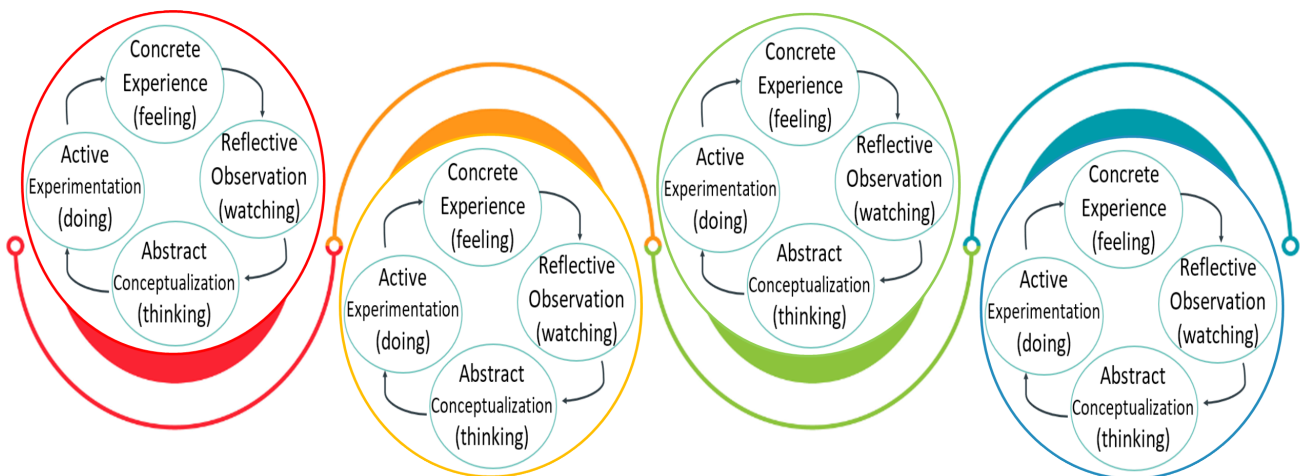 Concrete
Experience
(feeling)
Reflective
Observation
(watching)
Abstract
Conceptualization
(thinking)
Active
Experimentation
(doing)
Concrete
Experience
(feeling)
Reflective
Observation
(watching)
Abstract
Conceptualization
(thinking)
Active
Experimentation
(doing)
Concrete
Experience
(feeling)
Reflective
Observation
(watching)
Abstract
Conceptualization
(thinking)
Active
Experimentation
(doing)
Concrete
Experience
(feeling)
Reflective
Observation
(watching)
Abstract
Conceptualization
(thinking)
Active
Experimentation
(doing)